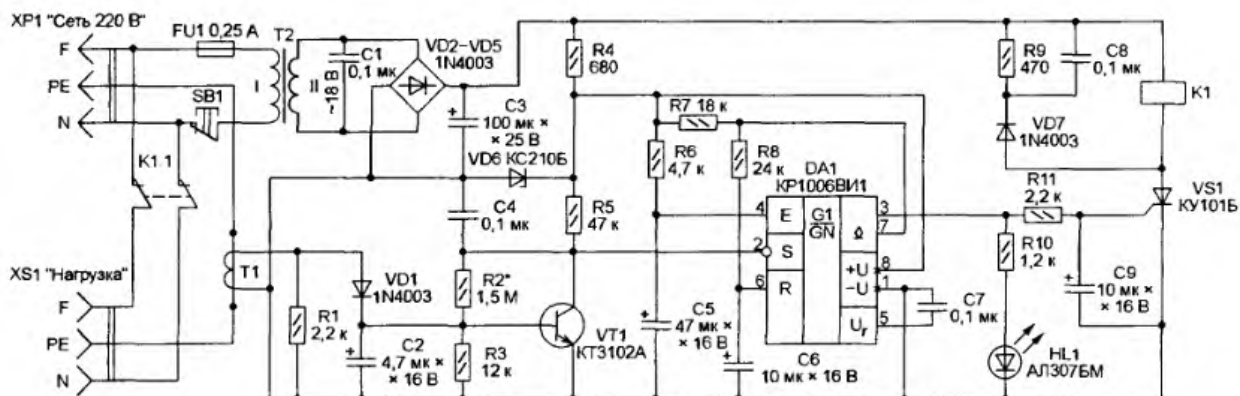 XP1 "Сеть 220 В"
F
PE
N
FU1 0,25 А
T2
I
II
~18 В
C1
0,1 мк
VD2–VD5
1N4003
SB1
K1.1
C3
100 мк ×
× 25 В
VD6 КС210Б
C4
0,1 мк
R4
680
R5
47 к
R7 18 к
R6
4,7 к
R8
24 к
DA1
КР1006ВИ1
4
E
2
S
6
R
G1
GN
3
7
+U
8
−U
1
Ur
5
C7
0,1 мк
R9
470
C8
0,1 мк
K1
VD7
1N4003
R11
2,2 к
VS1
КУ101Б
R10
1,2 к
C9
10 мк ×
× 16 В
HL1
АЛ307БМ
XS1 "Нагрузка"
F
PE
N
T1
R1
2,2 к
VD1
1N4003
C2
4,7 мк ×
× 16 В
R2*
1,5 М
R3
12 к
VT1
КТ3102А
C5
47 мк ×
× 16 В
C6
10 мк × 16 В